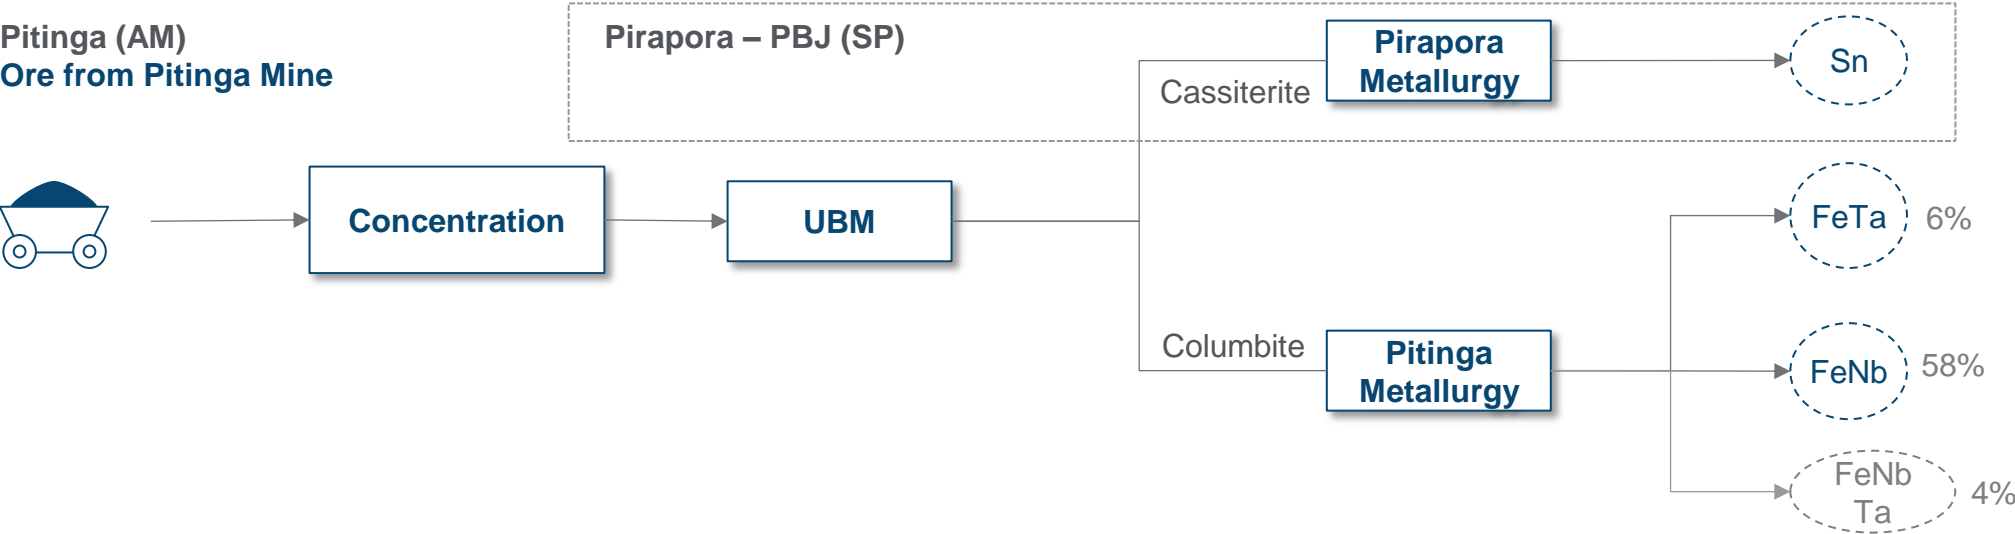 Pitinga (AM)
Ore from Pitinga Mine
Pirapora – PBJ (SP)
Pirapora
Metallurgy
Sn
Cassiterite
Concentration
UBM
FeTa
6%
Columbite
Pitinga
Metallurgy
FeNb
58%
FeNb
Ta
4%